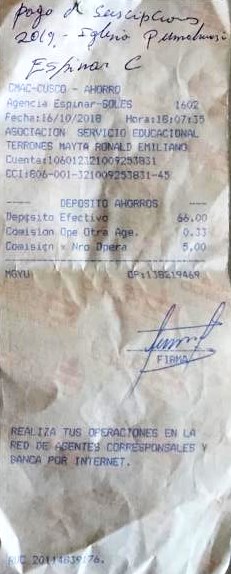 pago de suscripciones
2019.- Iglesia
Espinar C
CMAC-CUSCO - AHORRO
Agencia Espinar-SOLES 1602
Fecha:16/10/2018 Hora:18:07:35
ASOCIACION SERVICIO EDUCACIONAL
TERRONES MAYTA RONALD EMILIANO
Cuenta:106012321009253831
CCI:806-001-321009253831-45
---- DEPOSITO AHORROS ----
Deposito Efectivo 66.00
Comision Ope Otra Age. 0.33
Comision x Nro Opera 5.00
MGYU OP:138219469
FIRMA
REALIZA TUS OPERACIONES EN LA
RED DE AGENTES CORRESPONSALES Y
BANCA POR INTERNET.
RUC 20114839176.